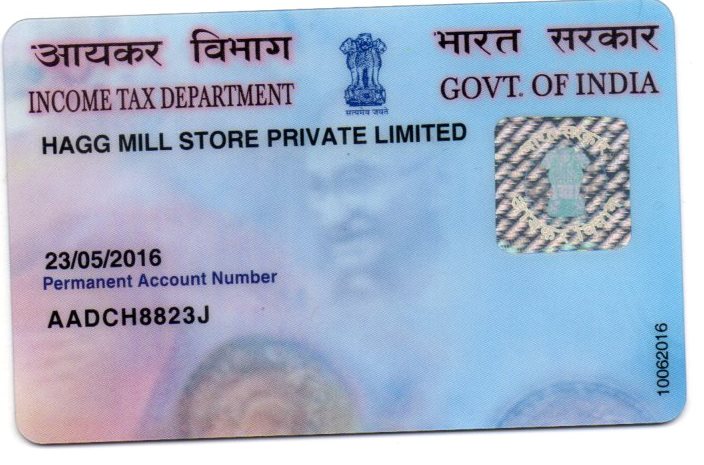 आयकर विभाग
INCOME TAX DEPARTMENT
सत्यमेव जयते
भारत सरकार
GOVT. OF INDIA
HAGG MILL STORE PRIVATE LIMITED
23/05/2016
Permanent Account Number
AADCH8823J
10062016